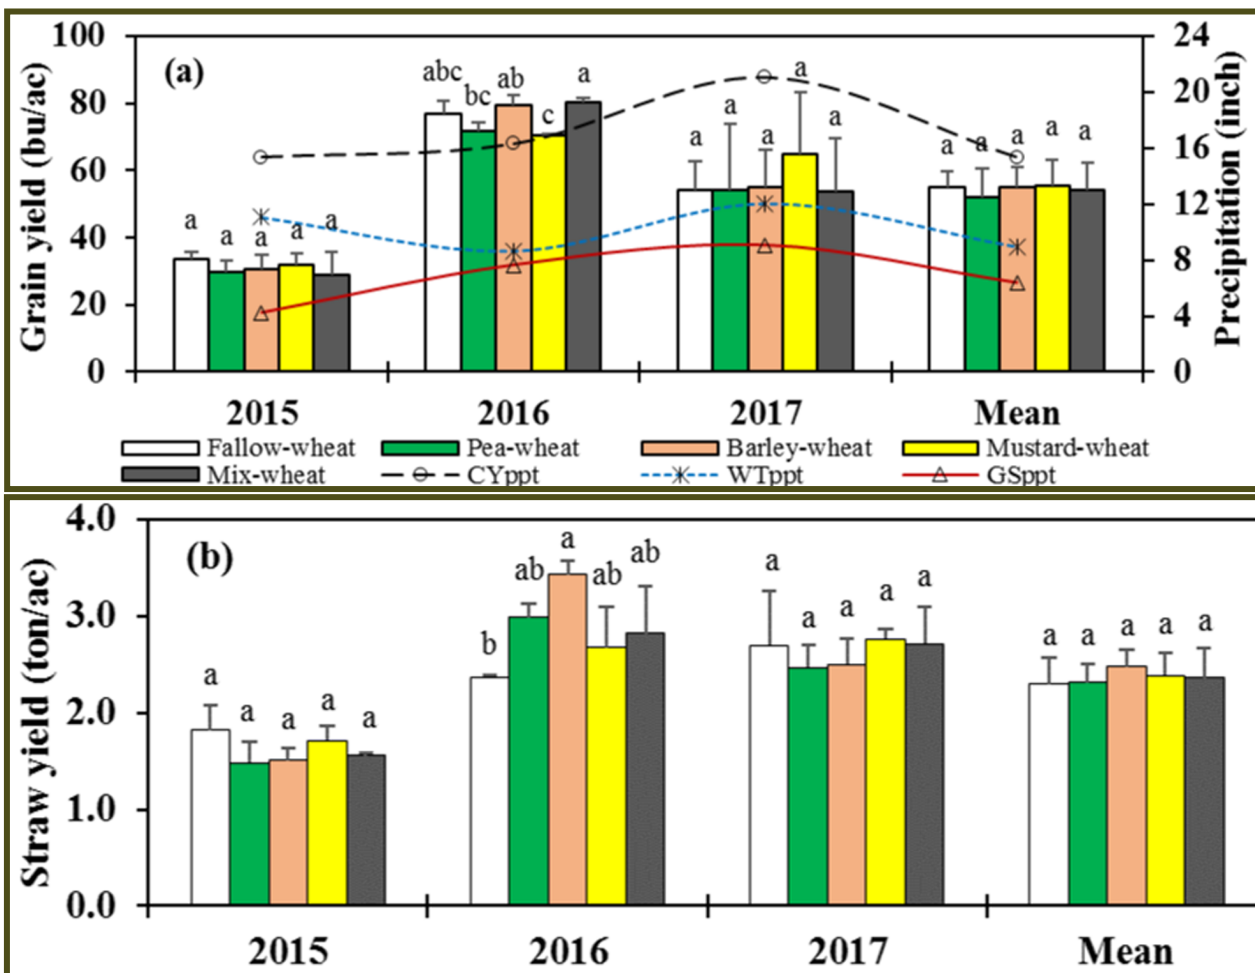 (a)
Grain yield (bu/ac)
Precipitation (inch)
100
80
60
40
20
0
24
20
16
12
8
4
0
a a a a a
abc bc ab c a
a a a a a
a a a a a
2015 2016 2017 Mean
Fallow-wheat Pea-wheat Barley-wheat Mustard-wheat
Mix-wheat CYppt WTppt GSppt
(b)
Straw yield (ton/ac)
4.0
3.0
2.0
1.0
0.0
a a a a a
b ab a ab ab
a a a a a
a a a a a
2015 2016 2017 Mean